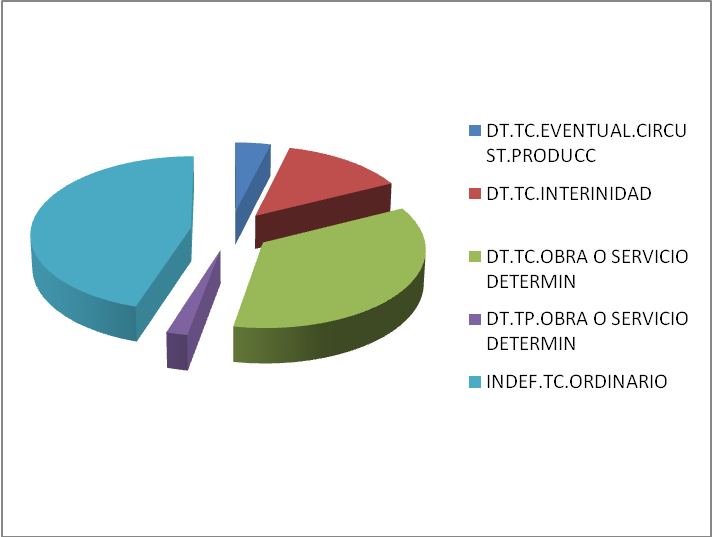 DT.TC.EVENTUAL.CIRCU
ST.PRODUCC
DT.TC.INTERINIDAD
DT.TC.OBRA O SERVICIO
DETERMIN
DT.TP.OBRA O SERVICIO
DETERMIN
INDEF.TC.ORDINARIO